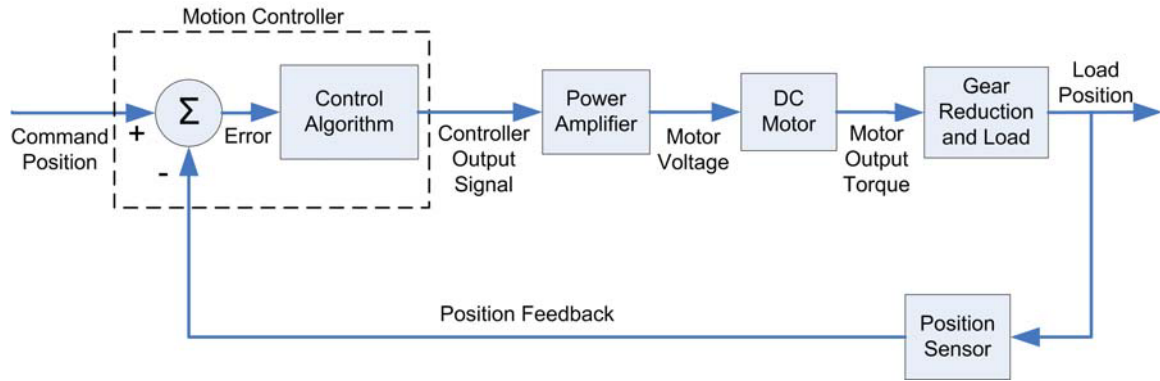 Motion Controller
Command
Position
+
-
Σ
Error
Control
Algorithm
Controller
Output
Signal
Power
Amplifier
Motor
Voltage
DC
Motor
Motor
Output
Torque
Gear
Reduction
and Load
Load
Position
Position Feedback
Position
Sensor